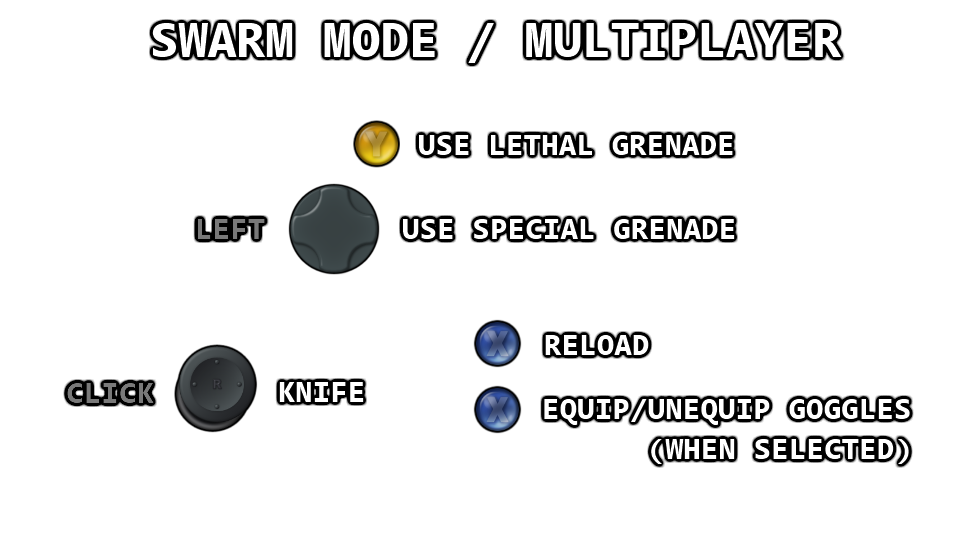 SWARM MODE / MULTIPLAYER
Y USE LETHAL GRENADE
LEFT USE SPECIAL GRENADE
X RELOAD
CLICK R KNIFE
X EQUIP/UNEQUIP GOGGLES
(WHEN SELECTED)